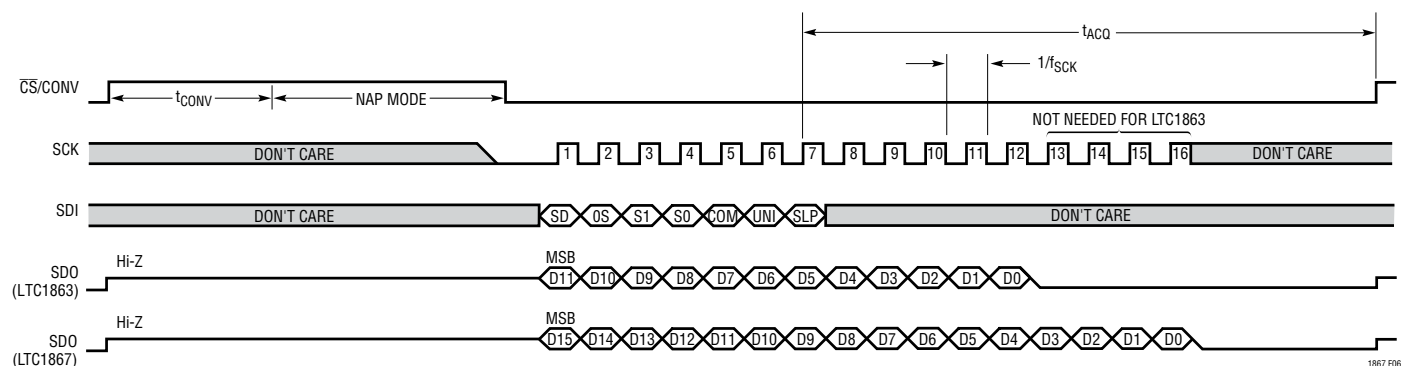 tACQ
1/fSCK
CS/CONV
tCONV
NAP MODE
NOT NEEDED FOR LTC1863
SCK
DON'T CARE
1 2 3 4 5 6 7 8 9 10 11 12 13 14 15 16
DON'T CARE
SDI
DON'T CARE
SD 0S S1 S0 COM UNI SLP
DON'T CARE
Hi-Z
MSB
SDO
(LTC1863)
D11 D10 D9 D8 D7 D6 D5 D4 D3 D2 D1 D0
Hi-Z
MSB
SDO
(LTC1867)
D15 D14 D13 D12 D11 D10 D9 D8 D7 D6 D5 D4 D3 D2 D1 D0
1867 F06